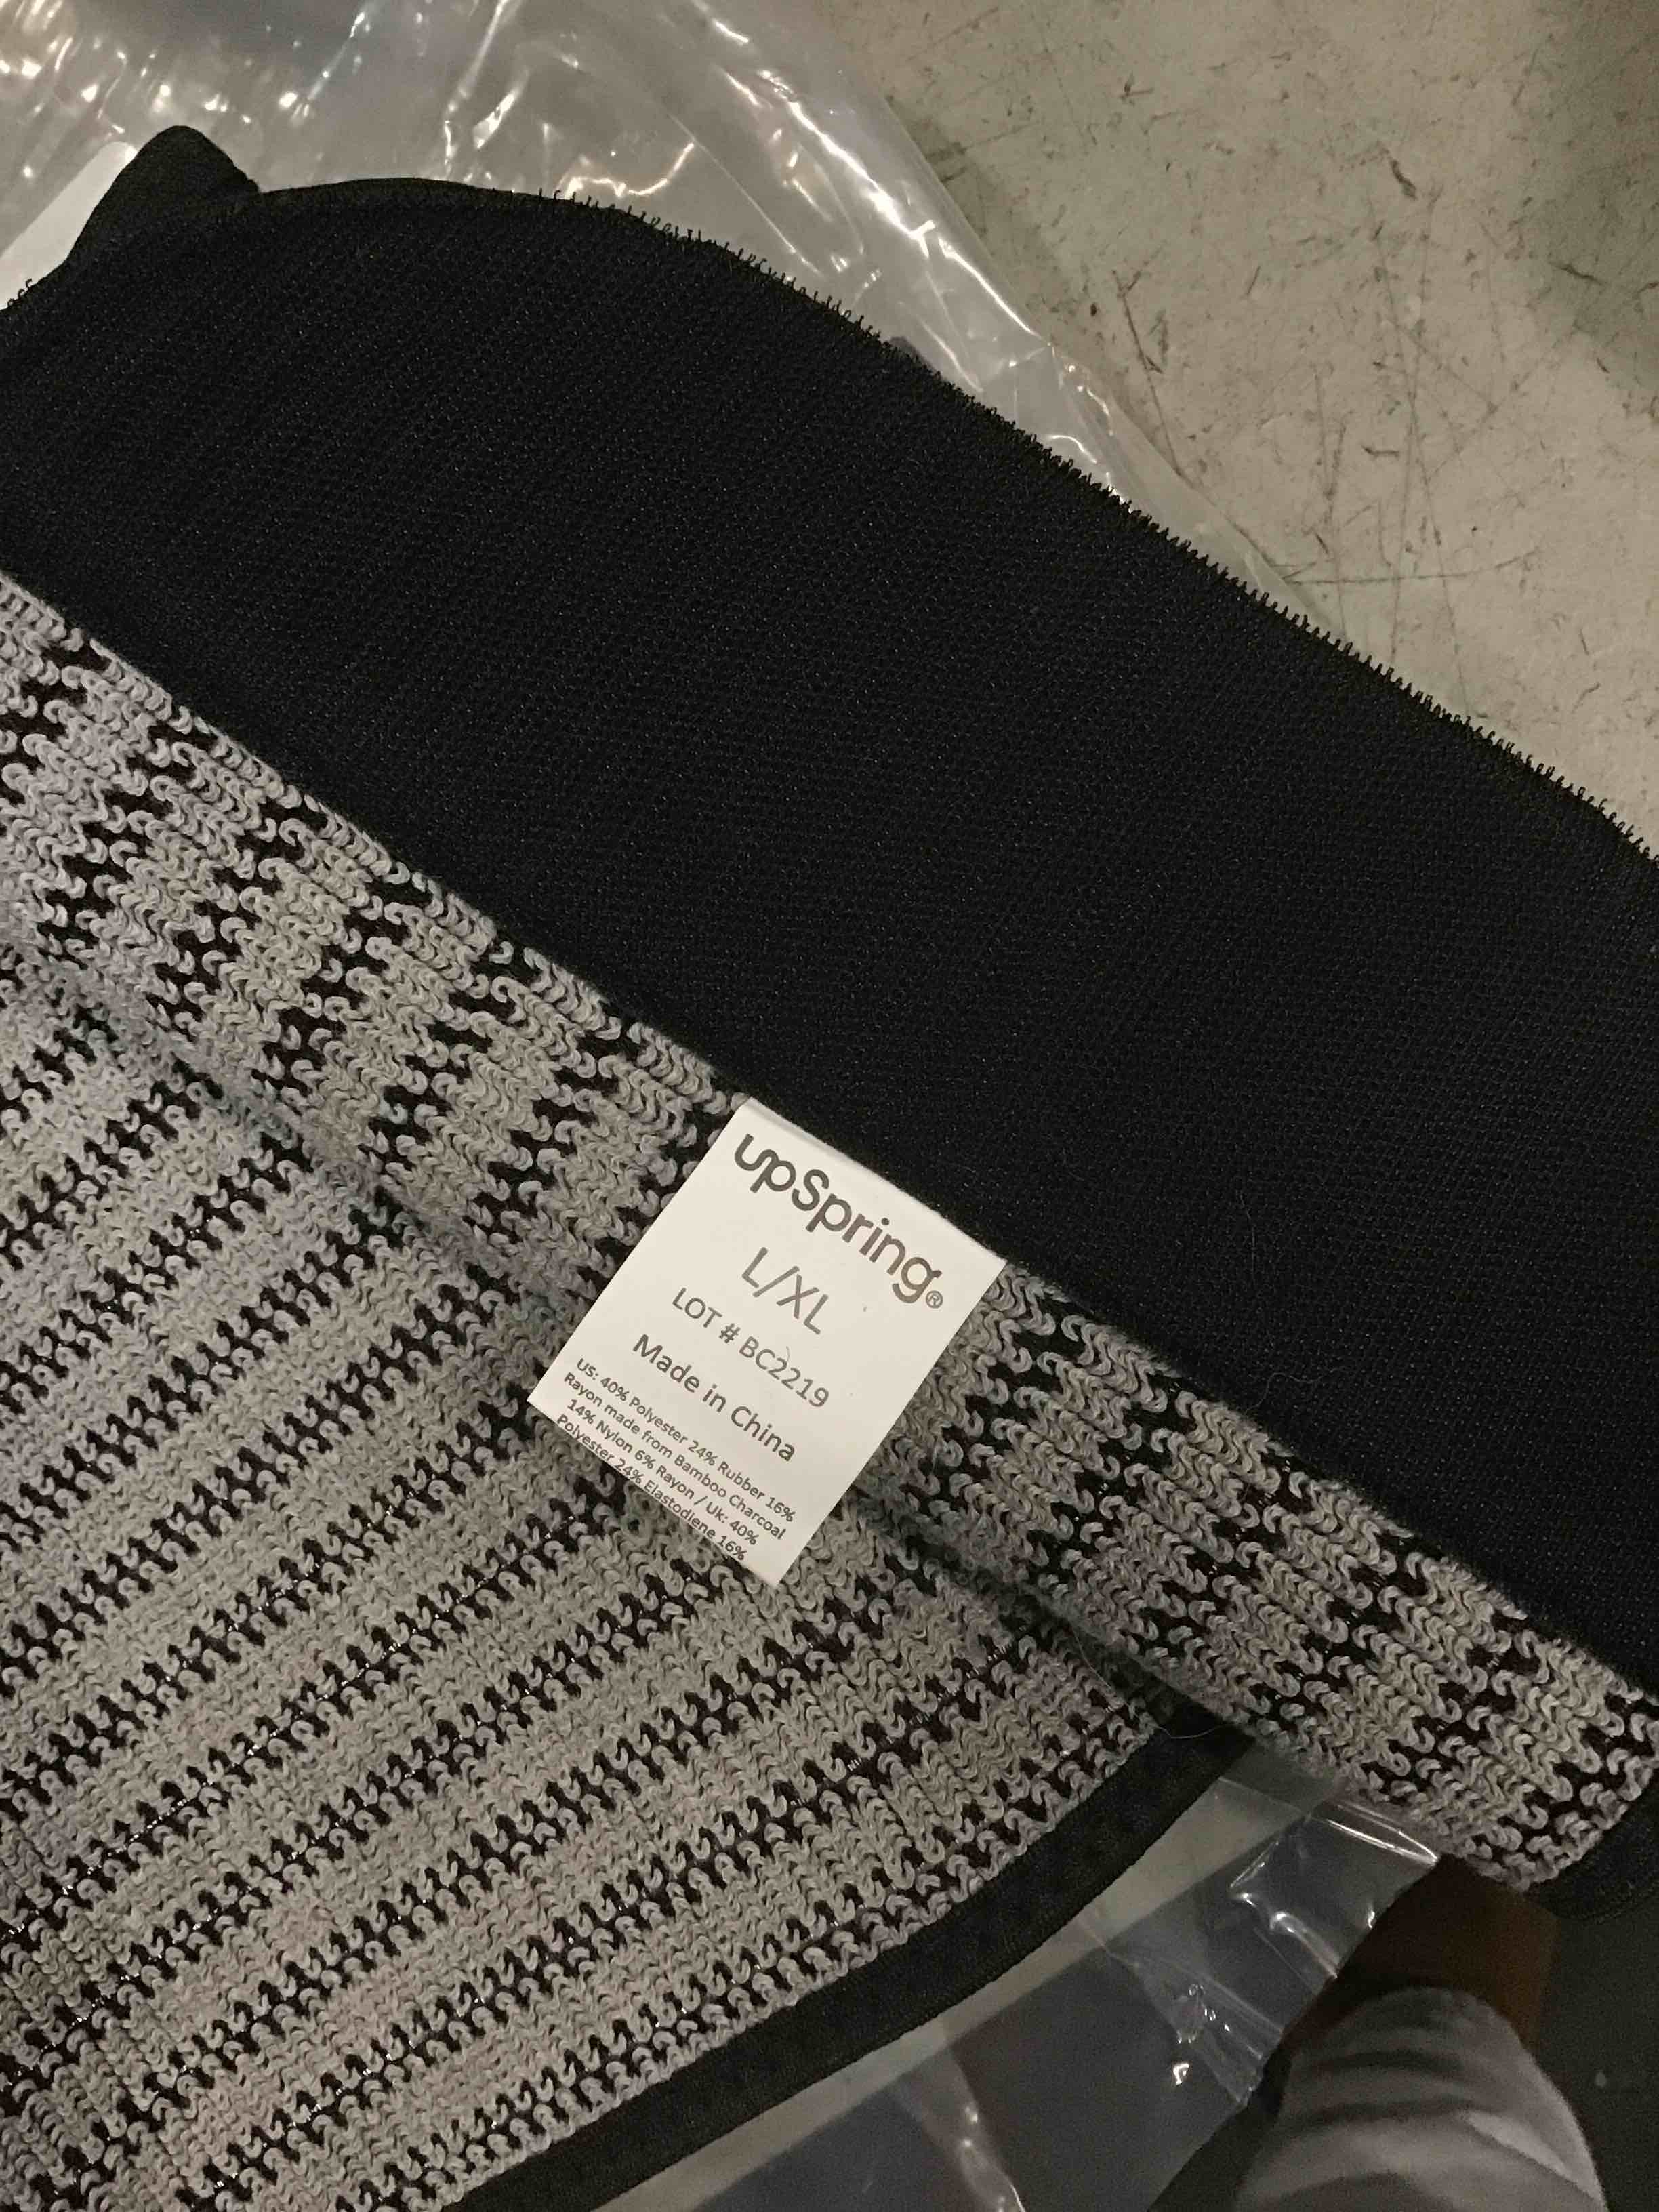 upSpring®
L/XL
LOT # BC2219
Made in China
US: 40% Polyester 24% Rubber 16%
Rayon made from Bamboo Charcoal
14% Nylon 6% Rayon / Uk: 40%
Polyester 24% Elastodiene 16%